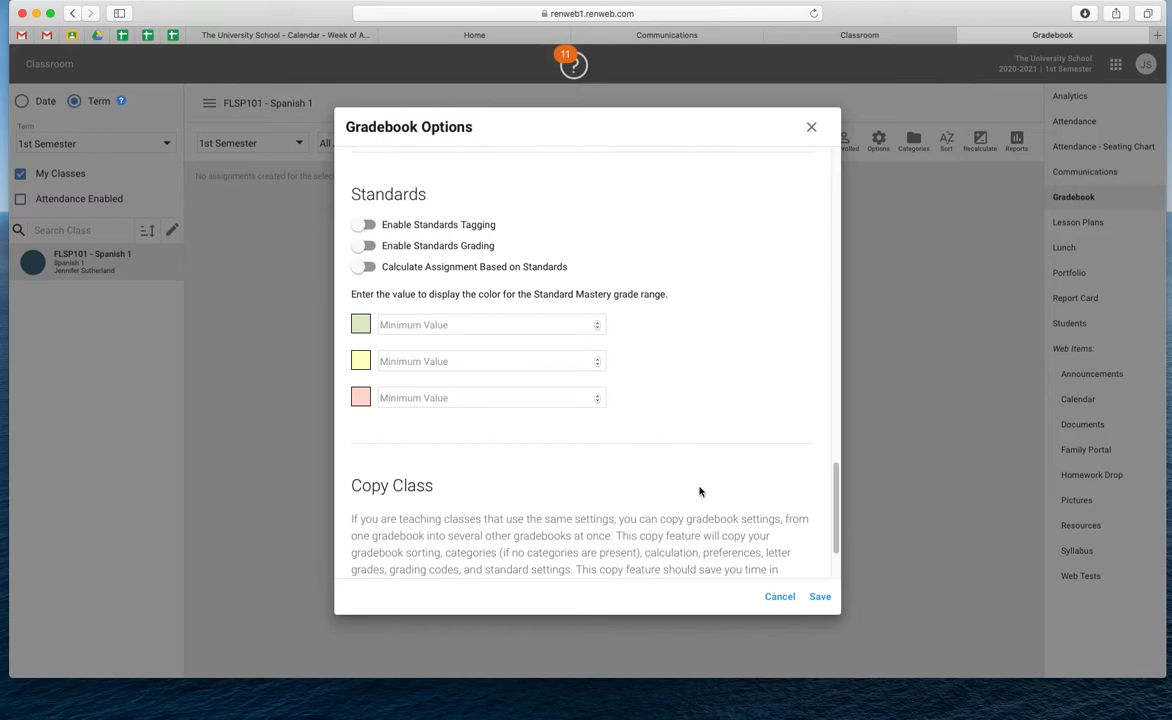 renweb1.renweb.com
The University School - Calendar - Week of A...
Home
Communications
Classroom
Gradebook
Classroom
11
?
The University School
2020-2021 | 1st Semester
JS
Date
Term
?
Term
1st Semester
My Classes
Attendance Enabled
Search Class
FLSP101 - Spanish 1
Spanish 1
Jennifer Sutherland
FLSP101 - Spanish 1
1st Semester
All
No assignments created for the selec
Options
Categories
Sort
Recalculate
Reports
Gradebook Options
Standards
Enable Standards Tagging
Enable Standards Grading
Calculate Assignment Based on Standards
Enter the value to display the color for the Standard Mastery grade range.
Minimum Value
Minimum Value
Minimum Value
Copy Class
If you are teaching classes that use the same settings, you can copy gradebook settings, from
one gradebook into several other gradebooks at once. This copy feature will copy your
gradebook sorting, categories (if no categories are present), calculation, preferences, letter
grades, grading codes, and standard settings. This copy feature should save you time in
Cancel
Save
Analytics
Attendance
Attendance - Seating Chart
Communications
Gradebook
Lesson Plans
Lunch
Portfolio
Report Card
Students
Web Items:
Announcements
Calendar
Documents
Family Portal
Homework Drop
Pictures
Resources
Syllabus
Web Tests